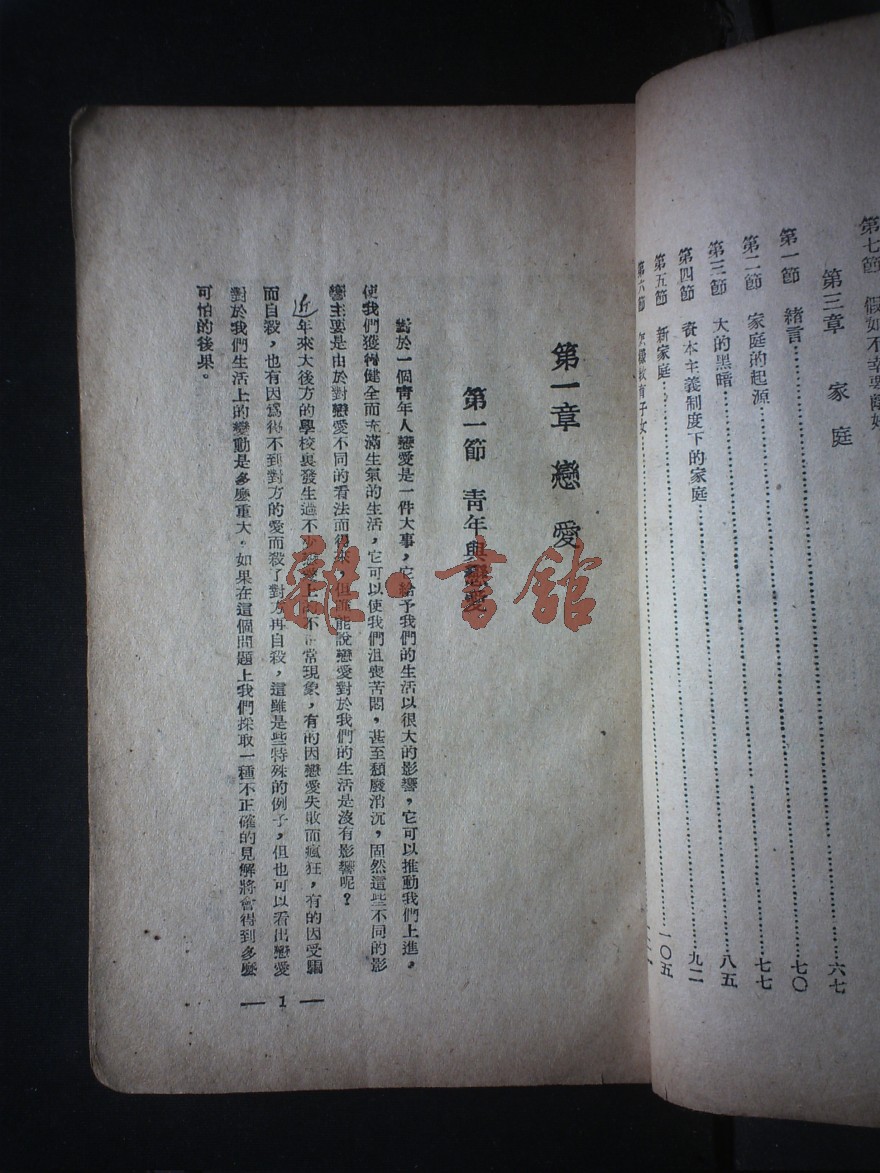 第七節　假如不幸要離婚
第三章　家庭……六七
第一節　緒言……七〇
第二節　家庭的起源……七七
第三節　大的黑暗……八五
第四節　資本主義制度下的家庭……九二
第五節　新家庭……一〇五
第六節　教育子女……
第一章　戀愛
第一節　靑年與戀愛
對於一個靑年人戀愛是一件大事，它給予我們的生活以很大的影響，它可以推動我們上進，
使我們獲得健全而充滿生氣的生活，它可以使我們沮喪苦悶，甚至頹廢消沉，固然這些不同的影
響主要是由於對戀愛不同的看法而得來，但誰能說戀愛對於我們的生活是沒有影響呢？
近年來大後方的學校裏發生過不少戀愛上的不正常現象，有的因戀愛失敗而瘋狂，有的因受騙
而自殺，也有因爲得不到對方的愛而殺了對方再自殺，這雖是些特殊的例子，但也可以看出戀愛
對於我們生活上的變動是多麼重大。如果在這個問題上我們採取一種不正確的見解將會得到多麼
可怕的後果。
— 1 —
雜·書館